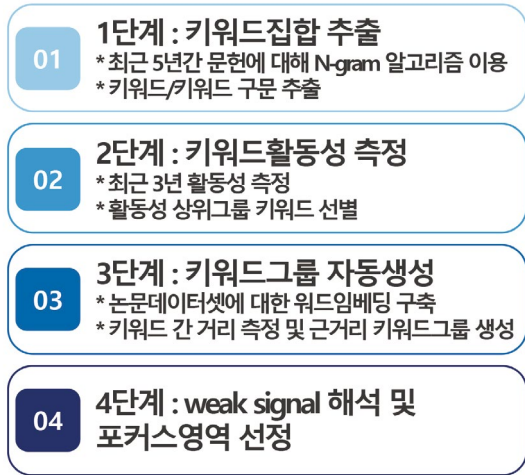 01
1단계 : 키워드집합 추출
* 최근 5년간 문헌에 대해 N-gram 알고리즘 이용
* 키워드/키워드 구문 추출
02
2단계 : 키워드활동성 측정
* 최근 3년 활동성 측정
* 활동성 상위그룹 키워드 선별
03
3단계 : 키워드그룹 자동생성
* 논문데이터셋에 대한 워드임베딩 구축
* 키워드 간 거리 측정 및 근거리 키워드그룹 생성
04
4단계 : weak signal 해석 및
포커스영역 선정